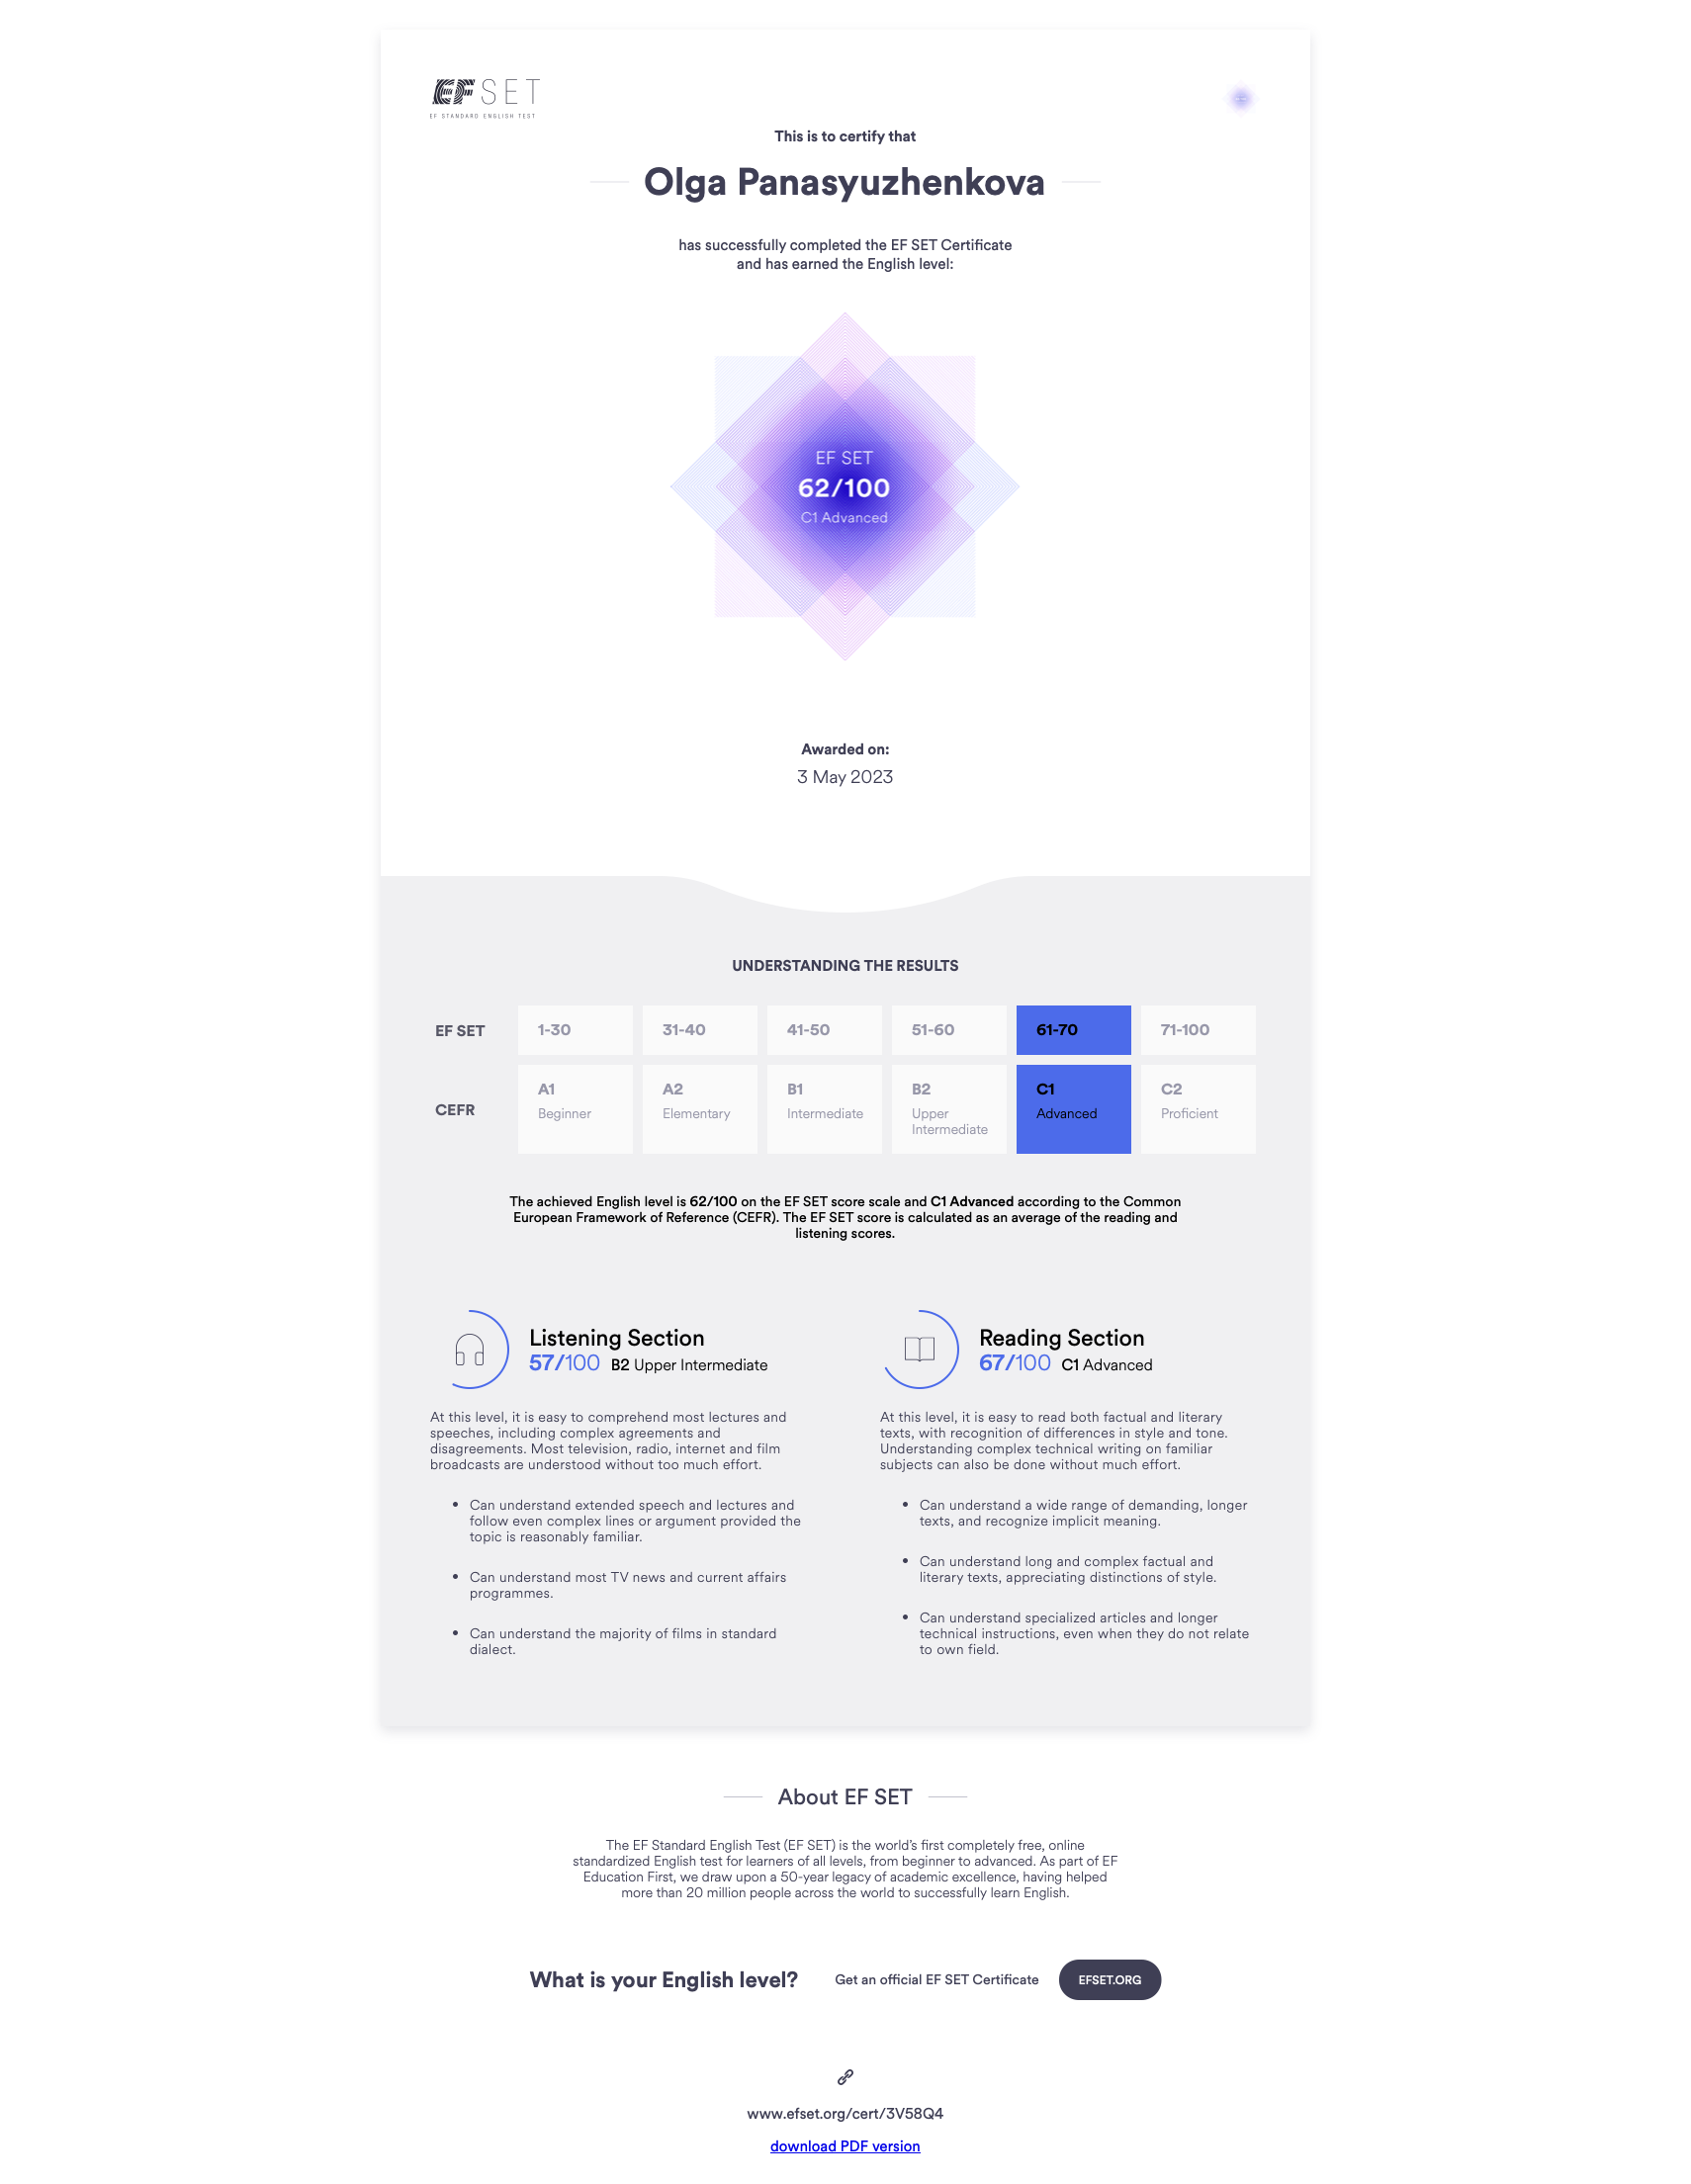 EF SET
EF STANDARD ENGLISH TEST
This is to certify that
Olga Panasyuzhenkova
has successfully completed the EF SET Certificate
and has earned the English level:
EF SET
62/100
C1 Advanced
Awarded on:
3 May 2023
UNDERSTANDING THE RESULTS
EF SET 1-30 31-40 41-50 51-60 61-70 71-100
CEFR
A1 Beginner
A2 Elementary
B1 Intermediate
B2 Upper Intermediate
C1 Advanced
C2 Proficient
The achieved English level is 62/100 on the EF SET score scale and C1 Advanced according to the Common
European Framework of Reference (CEFR). The EF SET score is calculated as an average of the reading and
listening scores.
Listening Section
57/100 B2 Upper Intermediate
At this level, it is easy to comprehend most lectures and
speeches, including complex agreements and
disagreements. Most television, radio, internet and film
broadcasts are understood without too much effort.
• Can understand extended speech and lectures and
follow even complex lines or argument provided the
topic is reasonably familiar.
• Can understand most TV news and current affairs
programmes.
• Can understand the majority of films in standard
dialect.
Reading Section
67/100 C1 Advanced
At this level, it is easy to read both factual and literary
texts, with recognition of differences in style and tone.
Understanding complex technical writing on familiar
subjects can also be done without much effort.
• Can understand a wide range of demanding, longer
texts, and recognize implicit meaning.
• Can understand long and complex factual and
literary texts, appreciating distinctions of style.
• Can understand specialized articles and longer
technical instructions, even when they do not relate
to own field.
About EF SET
The EF Standard English Test (EF SET) is the world's first completely free, online
standardized English test for learners of all levels, from beginner to advanced. As part of EF
Education First, we draw upon a 50-year legacy of academic excellence, having helped
more than 20 million people across the world to successfully learn English.
What is your English level? Get an official EF SET Certificate EFSET.ORG
www.efset.org/cert/3V58Q4
download PDF version